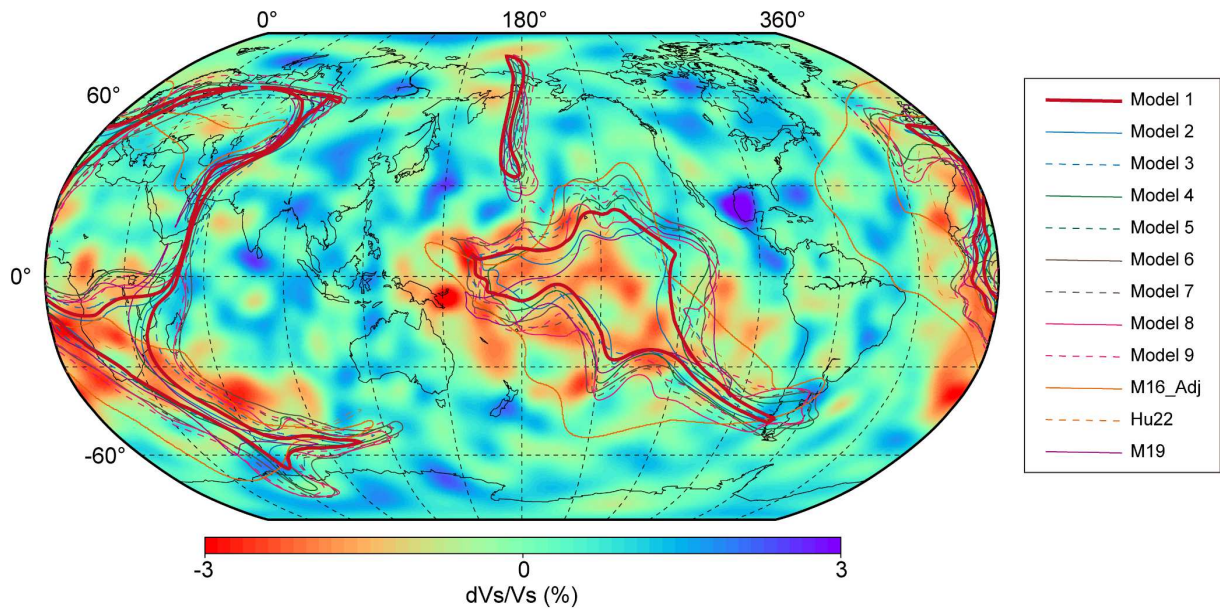 0° 180° 360°
60°
0°
-60°
Model 1
Model 2
Model 3
Model 4
Model 5
Model 6
Model 7
Model 8
Model 9
M16_Adj
Hu22
M19
-3 0 3
dVs/Vs (%)